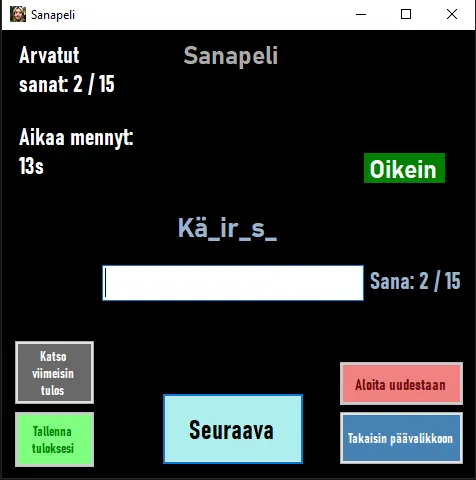 Sanapeli
Arvatut
sanat: 2 / 15
Sanapeli
Aikaa mennyt:
13s
Oikein
Kä_ir_s_
Sana: 2 / 15
Katso
viimeisin
tulos
Tallenna
tuloksesi
Seuraava
Aloita uudestaan
Takaisin päävalikkoon